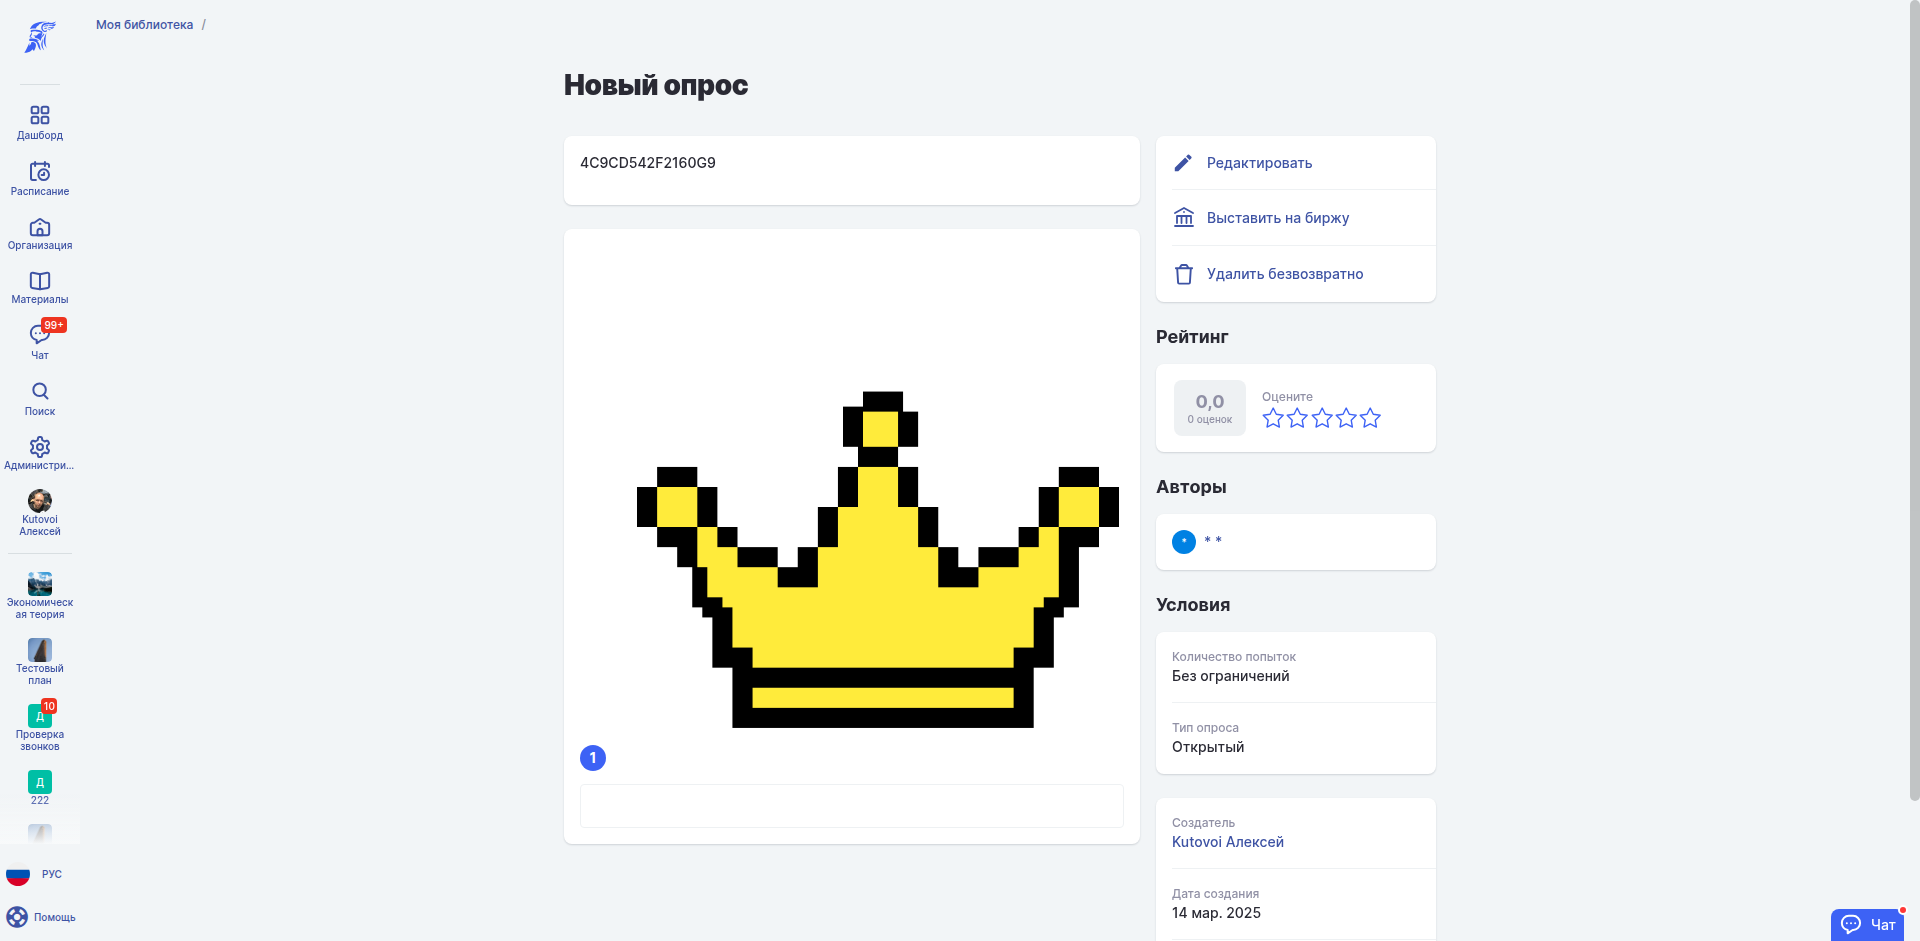 Моя библиотека /
Новый опрос
Дашборд
Расписание
Организация
Материалы
99+
Чат
Поиск
Администри...
Kutovoi
Алексей
Экономическ
ая теория
Тестовый
план
10
Д
Проверка
звонков
Д
222
РУС
Помощь
4C9CD542F2160G9
1
Редактировать
Выставить на биржу
Удалить безвозвратно
Рейтинг
0,0
0 оценок
Оцените
Авторы
* * *
Условия
Количество попыток
Без ограничений
Тип опроса
Открытый
Создатель
Kutovoi Алексей
Дата создания
14 мар. 2025
Чат